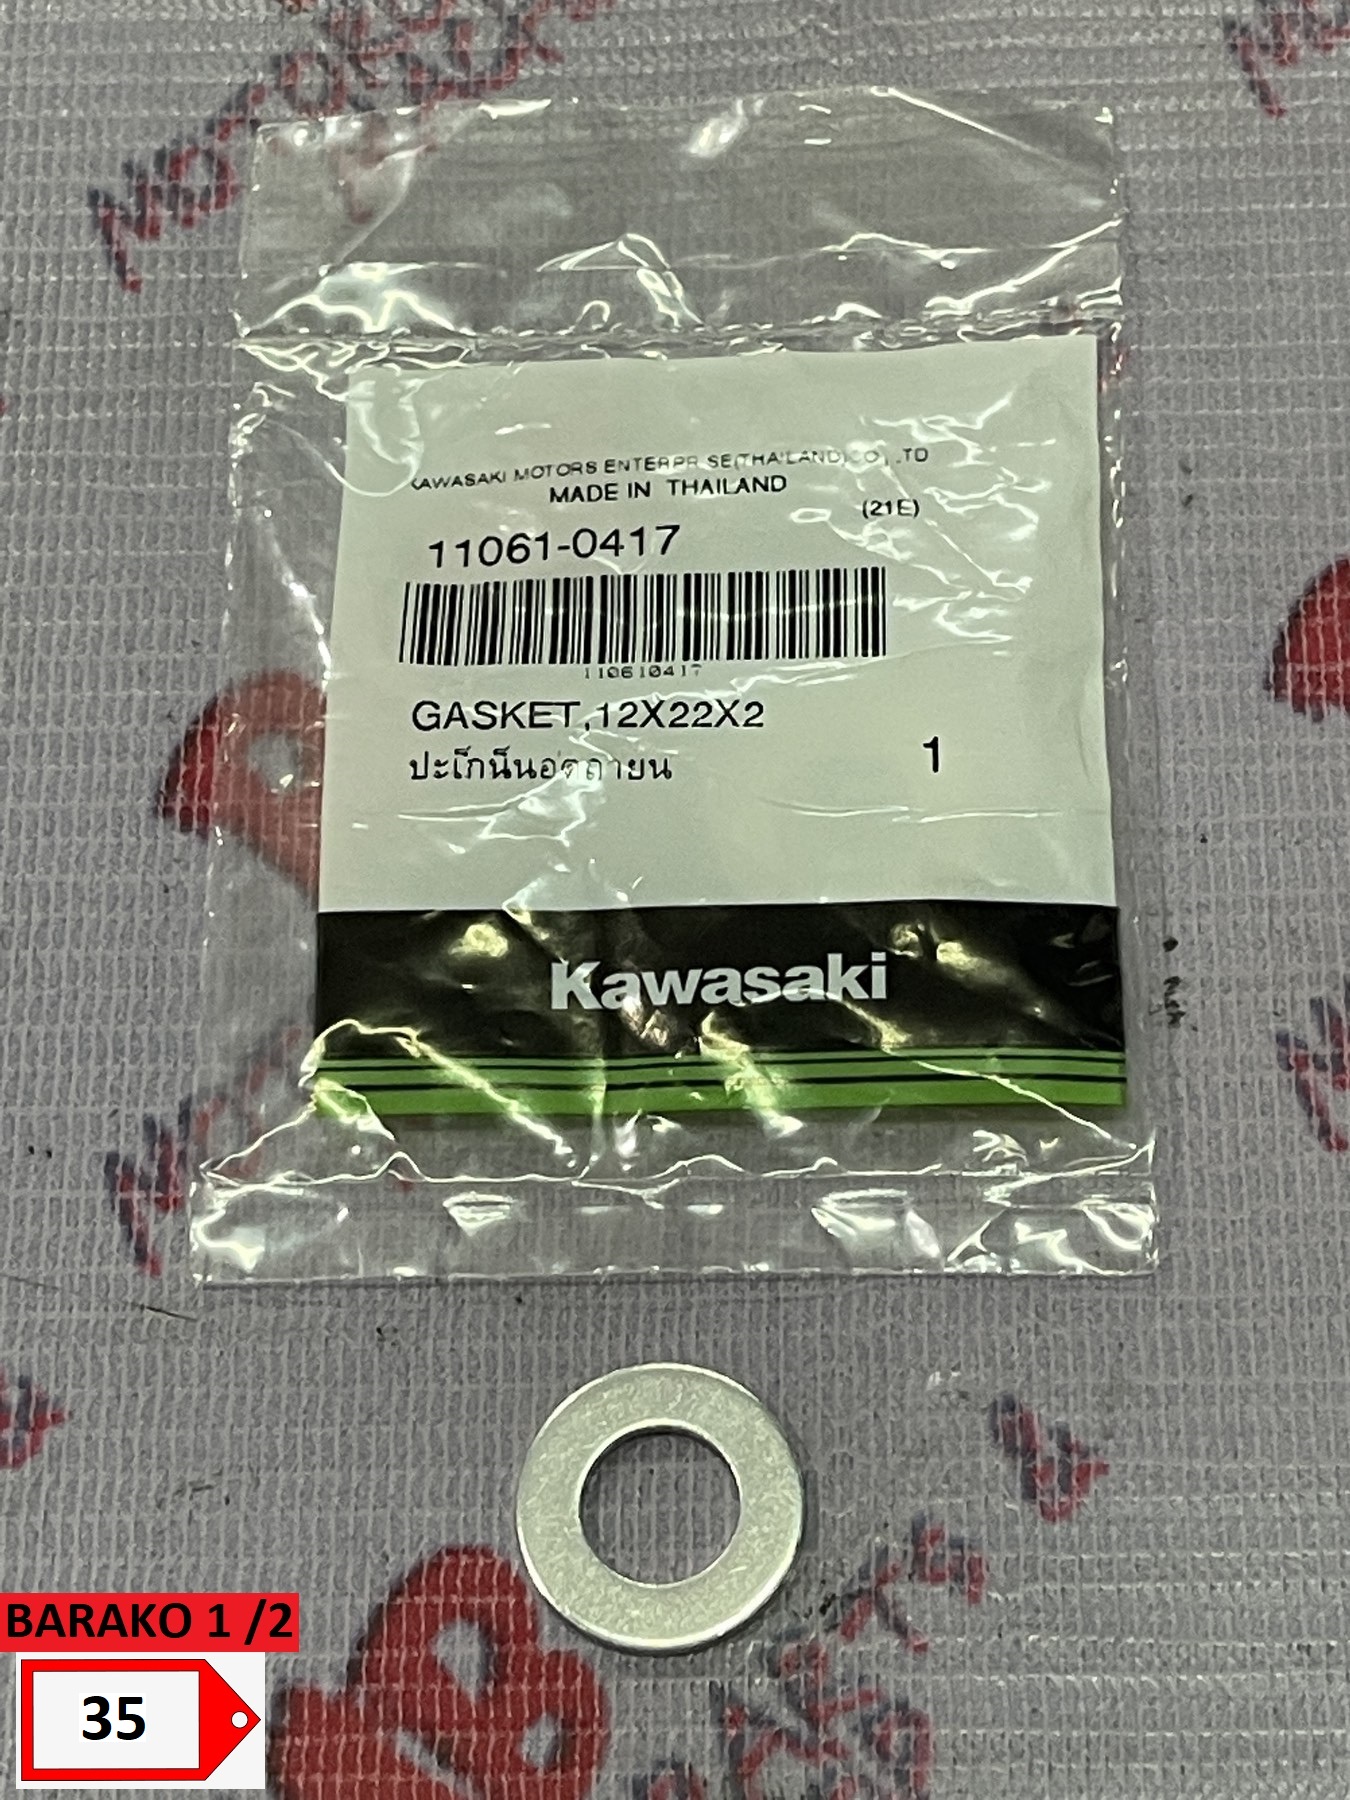 KAWASAKI MOTORS ENTERPRISE(THAILAND)CO.,LTD
MADE IN THAILAND
(21E)
11061-0417
110610417
GASKET,12X22X2
ปะเก็นน็อตถ่าย
1
Kawasaki
BARAKO 1 /2
35